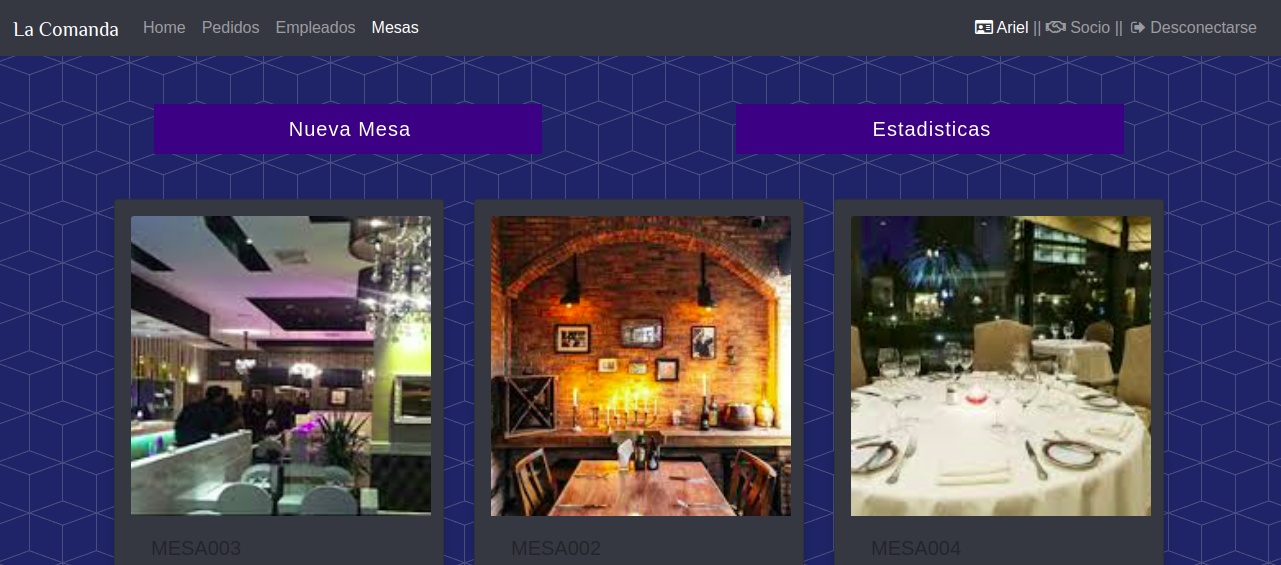 La Comanda Home Pedidos Empleados Mesas Ariel || Socio || Desconectarse
Nueva Mesa Estadisticas
MESA003 MESA002 MESA004